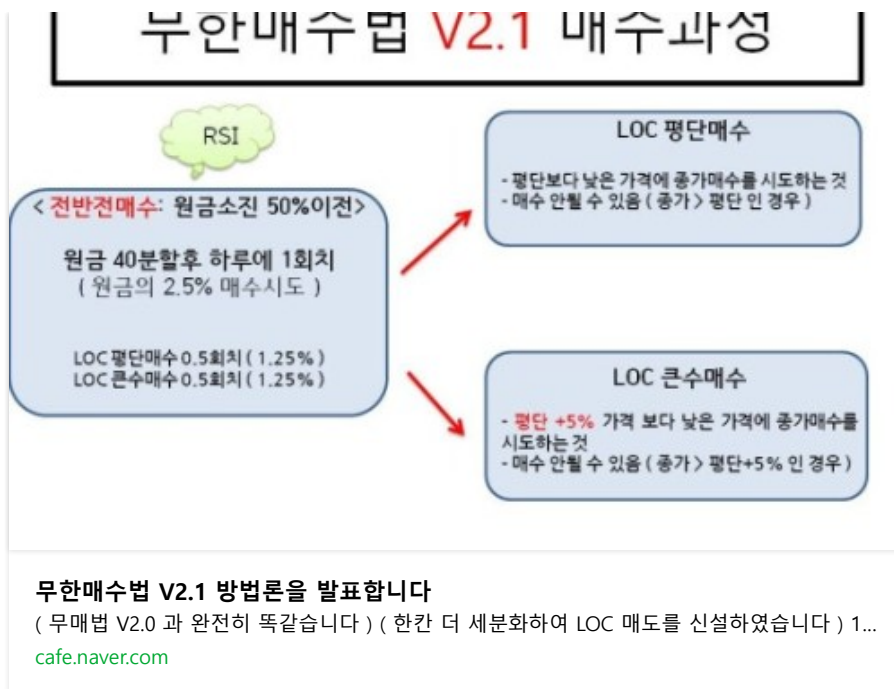 무한매수법 V2.1 매수과정
RSI
< 전반전매수: 원금소진 50%이전>
원금 40분할후 하루에 1회치
( 원금의 2.5% 매수시도 )
LOC 평단매수 0.5회치 ( 1.25% )
LOC 큰수매수 0.5회치 ( 1.25% )
LOC 평단매수
- 평단보다 낮은 가격에 종가매수를 시도하는 것
- 매수 안될 수 있음 ( 종가 > 평단 인 경우 )
LOC 큰수매수
- 평단 +5% 가격 보다 낮은 가격에 종가매수를
시도하는 것
- 매수 안될 수 있음 ( 종가 > 평단+5% 인 경우 )
무한매수법 V2.1 방법론을 발표합니다
( 무매법 V2.0 과 완전히 똑같습니다 ) ( 한칸 더 세분화하여 LOC 매도를 신설하였습니다 ) 1...
cafe.naver.com